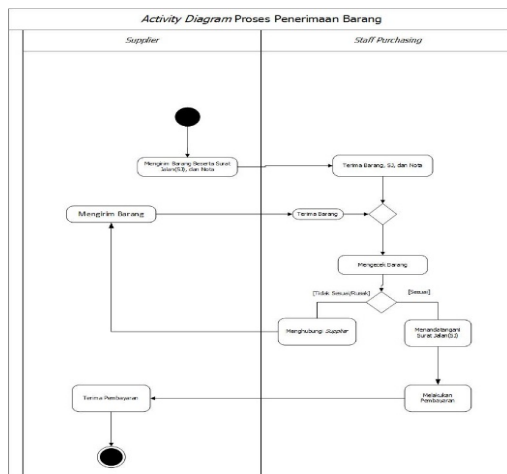 Activity Diagram Proses Penerimaan Barang
Supplier
Staff Purchasing
Mengirim Barang Beserta Surat
Jalan(SJ), dan Nota
Terima Barang, SJ, dan Nota
Mengirim Barang
Terima Barang
Mengecek Barang
[Tidak Sesuai/Rusak]
[Sesuai]
Menghubungi Supplier
Menandatangani
Surat Jalan(SJ)
Terima Pembayaran
Melakukan
Pembayaran